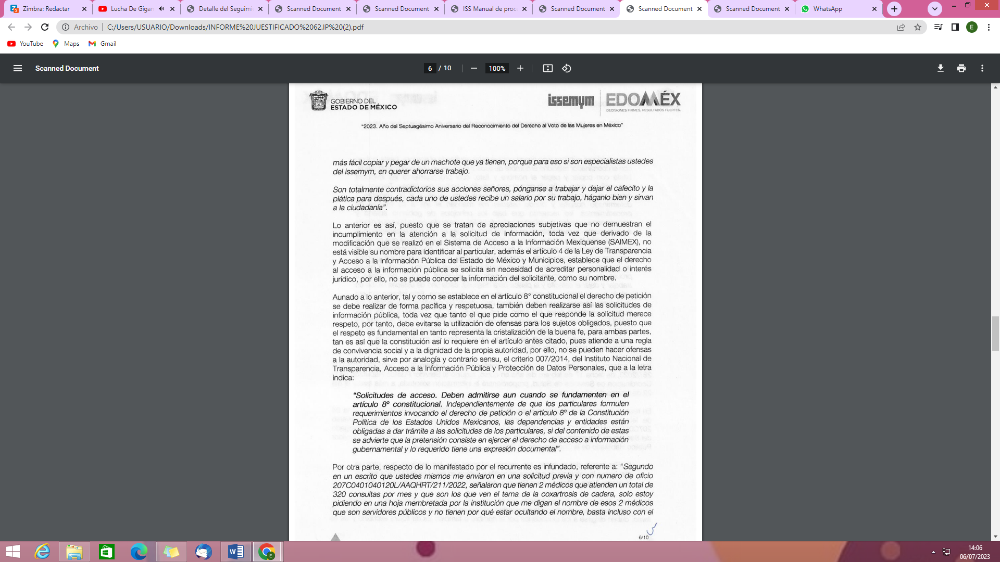 Zimbra: Redactar
Lucha De Gigan
Detalle del Seguimi
Scanned Document
Scanned Document
ISS Manual de proc
Scanned Document
Scanned Document
Scanned Document
WhatsApp
Archivo
C:/Users/USUARIO/Downloads/INFORME%20JUESTIFICADO%2062.IP%20(2).pdf
E
YouTube
Maps
Gmail
Scanned Document
6 / 10
100%
GOBIERNO DEL
ESTADO DE MÉXICO
issemym
EDOMÉX
DECISIONES FIRMES, RESULTADOS FUERTES.
"2023. Año del Septuagésimo Aniversario del Reconocimiento del Derecho al Voto de las Mujeres en México"
más fácil copiar y pegar de un machote que ya tienen, porque para eso si son especialistas ustedes
del issemym, en querer ahorrarse trabajo.
Son totalmente contradictorios sus acciones señores, pónganse a trabajar y dejar el cafecito y la
plática para después, cada uno de ustedes recibe un salario por su trabajo, háganlo bien y sirvan
a la ciudadanía".
Lo anterior es así, puesto que se tratan de apreciaciones subjetivas que no demuestran el
incumplimiento en la atención a la solicitud de información, toda vez que derivado de la
modificación que se realizó en el Sistema de Acceso a la Información Mexiquense (SAIMEX), no
está visible su nombre para identificar al particular, además el artículo 4 de la Ley de Transparencia
y Acceso a la Información Pública del Estado de México y Municipios, establece que el derecho
al acceso a la información pública se solicita sin necesidad de acreditar personalidad o interés
jurídico, por ello, no se puede conocer la información del solicitante, como su nombre.
Aunado a lo anterior, tal y como se establece en el artículo 8° constitucional el derecho de petición
se debe realizar de forma pacífica y respetuosa, también deben realizarse así las solicitudes de
información pública, toda vez que tanto el que pide como el que responde la solicitud merece
respeto, por tanto, debe evitarse la utilización de ofensas para los sujetos obligados, puesto que
el respeto es fundamental en tanto representa la cristalización de la buena fe, para ambas partes,
tan es así que la constitución así lo requiere en el artículo antes citado, pues atiende a una regla
de convivencia social y a la dignidad de la propia autoridad, por ello, no se pueden hacer ofensas
a la autoridad, sirve por analogía y contrario sensu, el criterio 007/2014, del Instituto Nacional de
Transparencia, Acceso a la Información Pública y Protección de Datos Personales, que a la letra
indica:
"Solicitudes de acceso. Deben admitirse aun cuando se fundamenten en el
artículo 8º constitucional. Independientemente de que los particulares formulen
requerimientos invocando el derecho de petición o el artículo 8º de la Constitución
Política de los Estados Unidos Mexicanos, las dependencias y entidades están
obligadas a dar trámite a las solicitudes de los particulares, si del contenido de estas
se advierte que la pretensión consiste en ejercer el derecho de acceso a información
gubernamental y lo requerido tiene una expresión documental".
Por otra parte, respecto de lo manifestado por el recurrente es infundado, referente a: "Segundo
en un escrito que ustedes mismos me enviaron en una solicitud previa y con numero de oficio
207C0401040120L/AAQHRT/211/2022, señalaron que tienen 2 médicos que atienden un total de
320 consultas por mes y que son los que ven el tema de la coxartrosis de cadera, solo estoy
pidiendo en una hoja membretada por la institución que me digan el nombre de esos 2 médicos
que son servidores públicos y no tienen por qué estar ocultando el nombre, basta incluso con el
6/10
14:06
06/07/2023